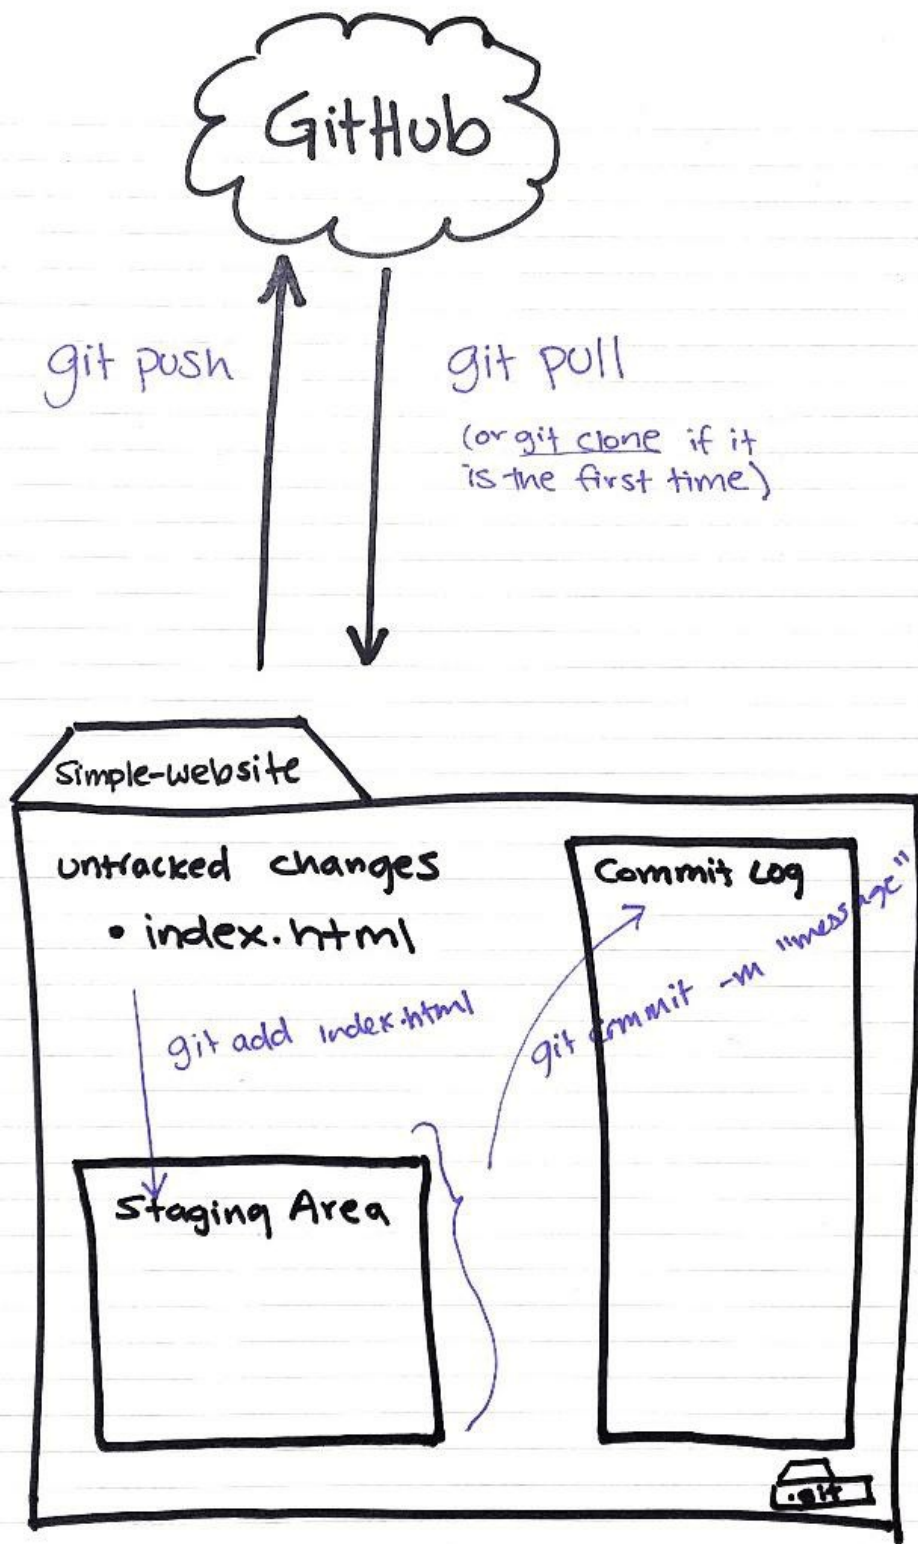 GitHub
git push
git pull
(or git clone if it
is the first time)
Simple-website
untracked changes
• index.html
git add index.html
Staging Area
Commit Log
git commit -m "message"
.git